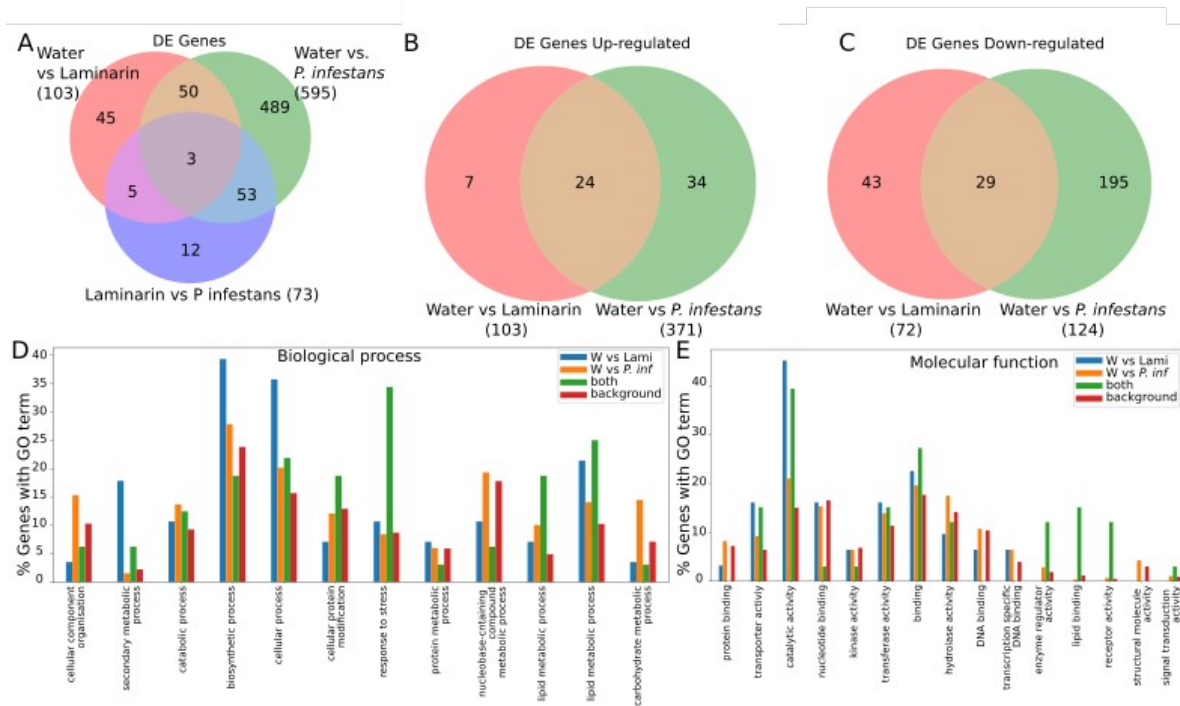 A
DE Genes
Water
vs Laminarin
(103)
Water vs.
P. infestans
(595)
45
50
489
3
5
53
12
Laminarin vs P infestans (73)
B
DE Genes Up-regulated
7
24
34
Water vs Laminarin
(103)
Water vs P. infestans
(371)
C
DE Genes Down-regulated
43
29
195
Water vs Laminarin
(72)
Water vs P. infestans
(124)
D
Biological process
W vs Lami
W vs P. inf
both
background
% Genes with GO term
40
35
30
25
20
15
10
5
0
cellular component
organisation
secondary metabolic
process
catabolic process
biosynthetic process
cellular process
cellular protein
modification
response to stress
protein metabolic
process
nucleobase-cntaining
compound
metabolic process
lipid metabolic process
lipid metabolic process
carbohydrate metabolic
process
E
Molecular function
W vs Lami
W vs P. inf
both
background
% Genes with GO term
40
30
20
10
0
protein binding
transporter activiy
catalytic activity
nucleotide binding
kinase activity
transferase activity
binding
hydrolase activity
DNA binding
transcription specific
DNA binding
enzyme regulator
activity
lipid binding
receptor activity
structural molecule
activity
signal transduction
activity